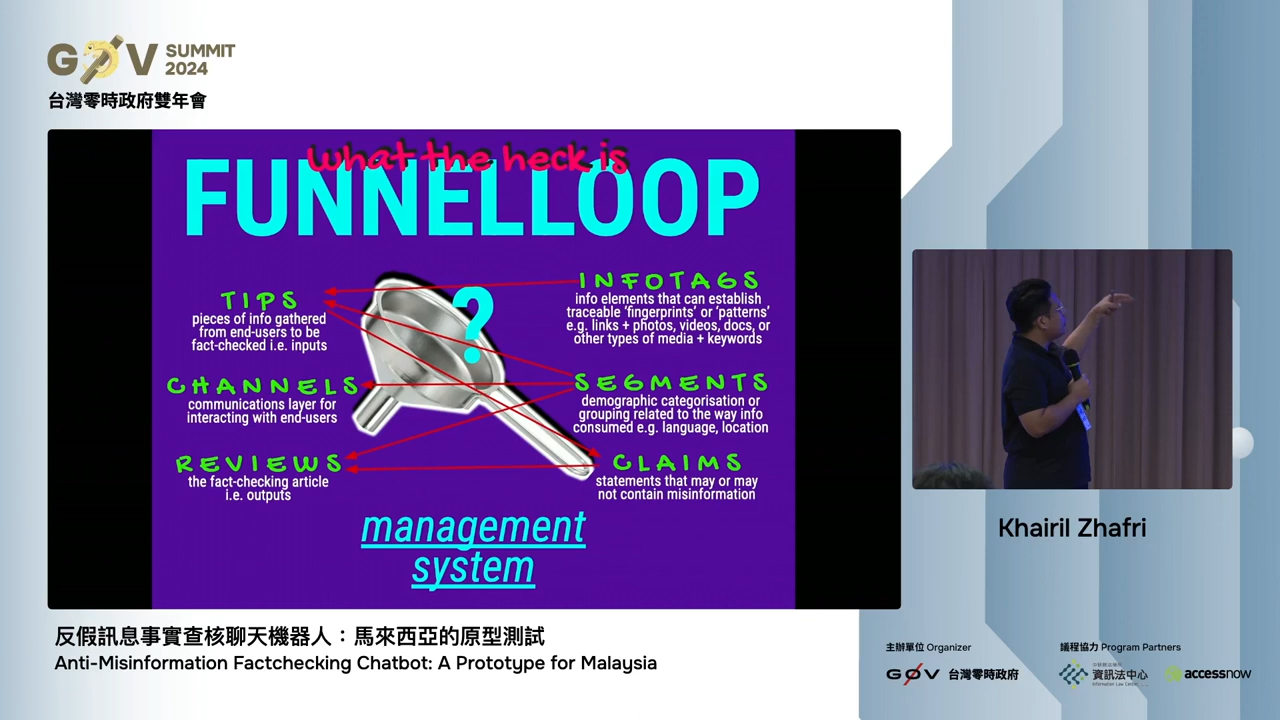 G0V SUMMIT 2024
台灣零時政府雙年會
what the heck is
FUNNELLOOP
?
TIPS
pieces of info gathered
from end-users to be
fact-checked i.e. inputs
CHANNELS
communications layer for
interacting with end-users
REVIEWS
the fact-checking article
i.e. outputs
INFOTAGS
info elements that can establish
traceable 'fingerprints' or 'patterns'
e.g. links + photos, videos, docs, or
other types of media + keywords
SEGMENTS
demographic categorisation or
grouping related to the way info
consumed e.g. language, location
CLAIMS
statements that may or may
not contain misinformation
management
system
Khairil Zhafri
反假訊息事實查核聊天機器人：馬來西亞的原型測試
Anti-Misinformation Factchecking Chatbot: A Prototype for Malaysia
主辦單位 Organizer
G0V 台灣零時政府
議程協力 Program Partners
資訊法中心
Information Law Center
accessnow